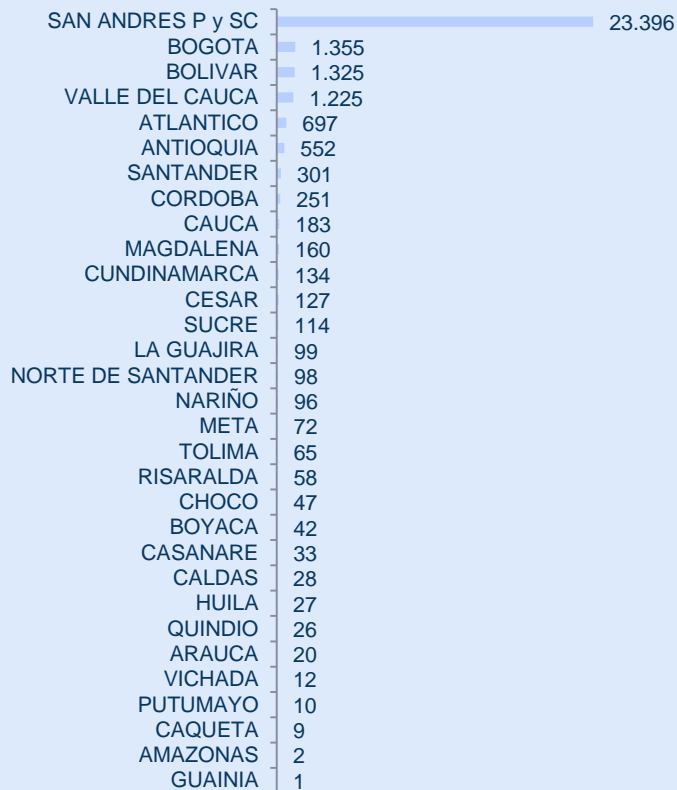 SAN ANDRES P y SC 23.396
BOGOTA 1.355
BOLIVAR 1.325
VALLE DEL CAUCA 1.225
ATLANTICO 697
ANTIOQUIA 552
SANTANDER 301
CORDOBA 251
CAUCA 183
MAGDALENA 160
CUNDINAMARCA 134
CESAR 127
SUCRE 114
LA GUAJIRA 99
NORTE DE SANTANDER 98
NARIÑO 96
META 72
TOLIMA 65
RISARALDA 58
CHOCO 47
BOYACA 42
CASANARE 33
CALDAS 28
HUILA 27
QUINDIO 26
ARAUCA 20
VICHADA 12
PUTUMAYO 10
CAQUETA 9
AMAZONAS 2
GUAINIA 1